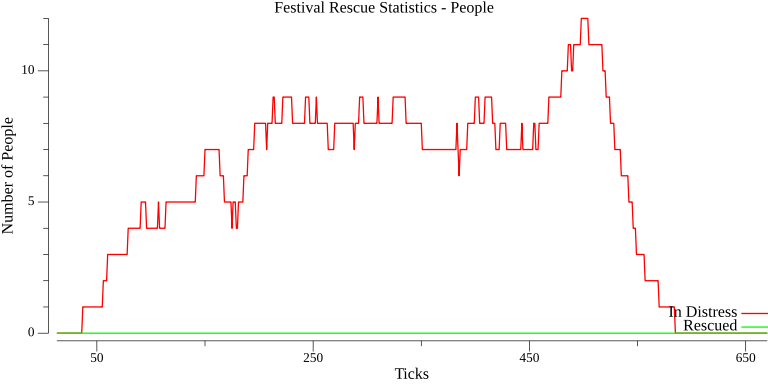 Festival Rescue Statistics - People
Number of People
10
5
0
In Distress
Rescued
50
250
450
650
Ticks